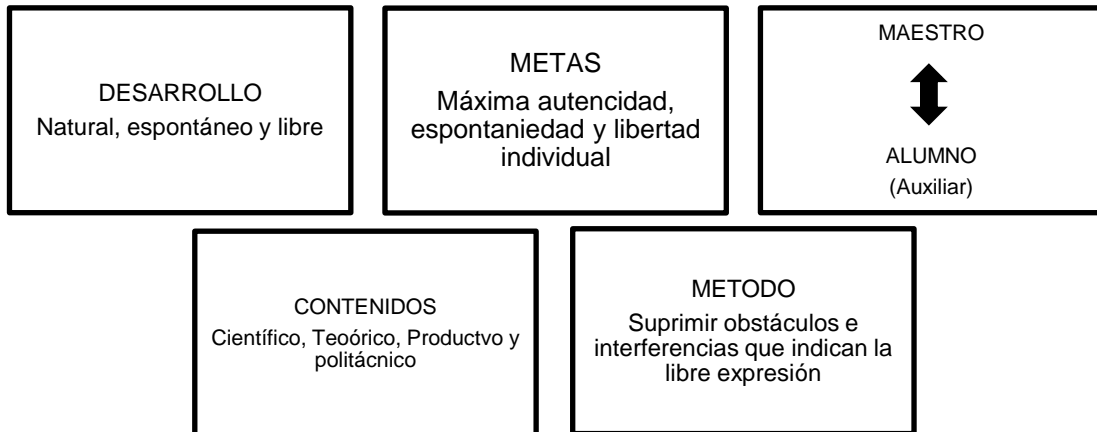 DESARROLLO
Natural, espontáneo y libre
METAS
Máxima autencidad,
espontaniedad y libertad
individual
MAESTRO
ALUMNO
(Auxiliar)
CONTENIDOS
Científico, Teoórico, Productvo y
politácnico
METODO
Suprimir obstáculos e
interferencias que indican la
libre expresión